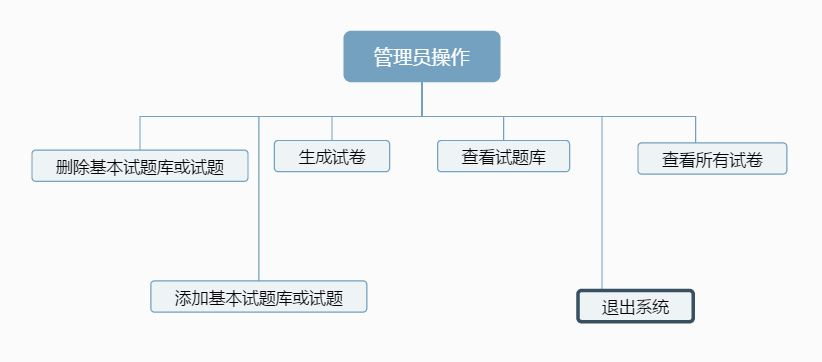 管理员操作
删除基本试题库或试题
生成试卷
查看试题库
查看所有试卷
添加基本试题库或试题
退出系统